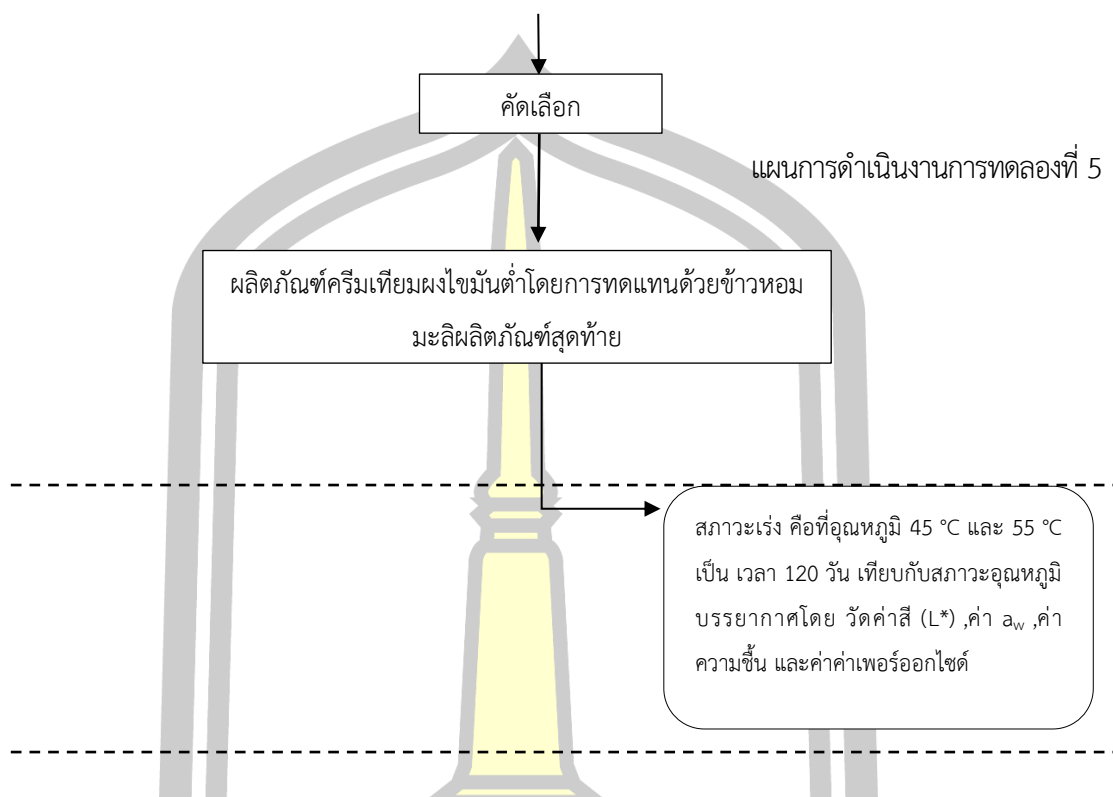 คัดเลือก
แผนการดำเนินงานการทดลองที่ 5
ผลิตภัณฑ์ครีมเทียมผงไขมันต่ำโดยการทดแทนด้วยข้าวหอม
มะลิผลิตภัณฑ์สุดท้าย
สภาวะเร่ง คือที่อุณหภูมิ 45 °C และ 55 °C
เป็น เวลา 120 วัน เทียบกับสภาวะอุณหภูมิ
บรรยากาศโดย วัดค่าสี (L*) ,ค่า a_w ,ค่า
ความชื้น และค่าค่าเพอร์ออกไซด์